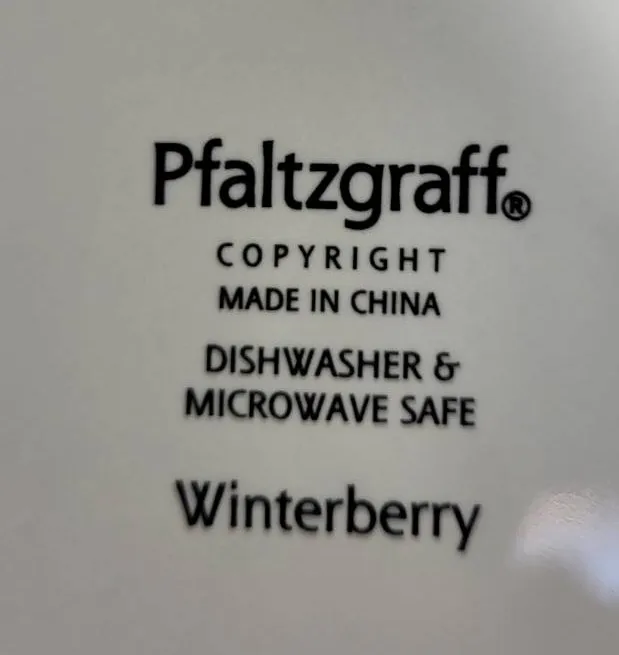 Pfaltzgraff®
COPYRIGHT
MADE IN CHINA
DISHWASHER &
MICROWAVE SAFE
Winterberry